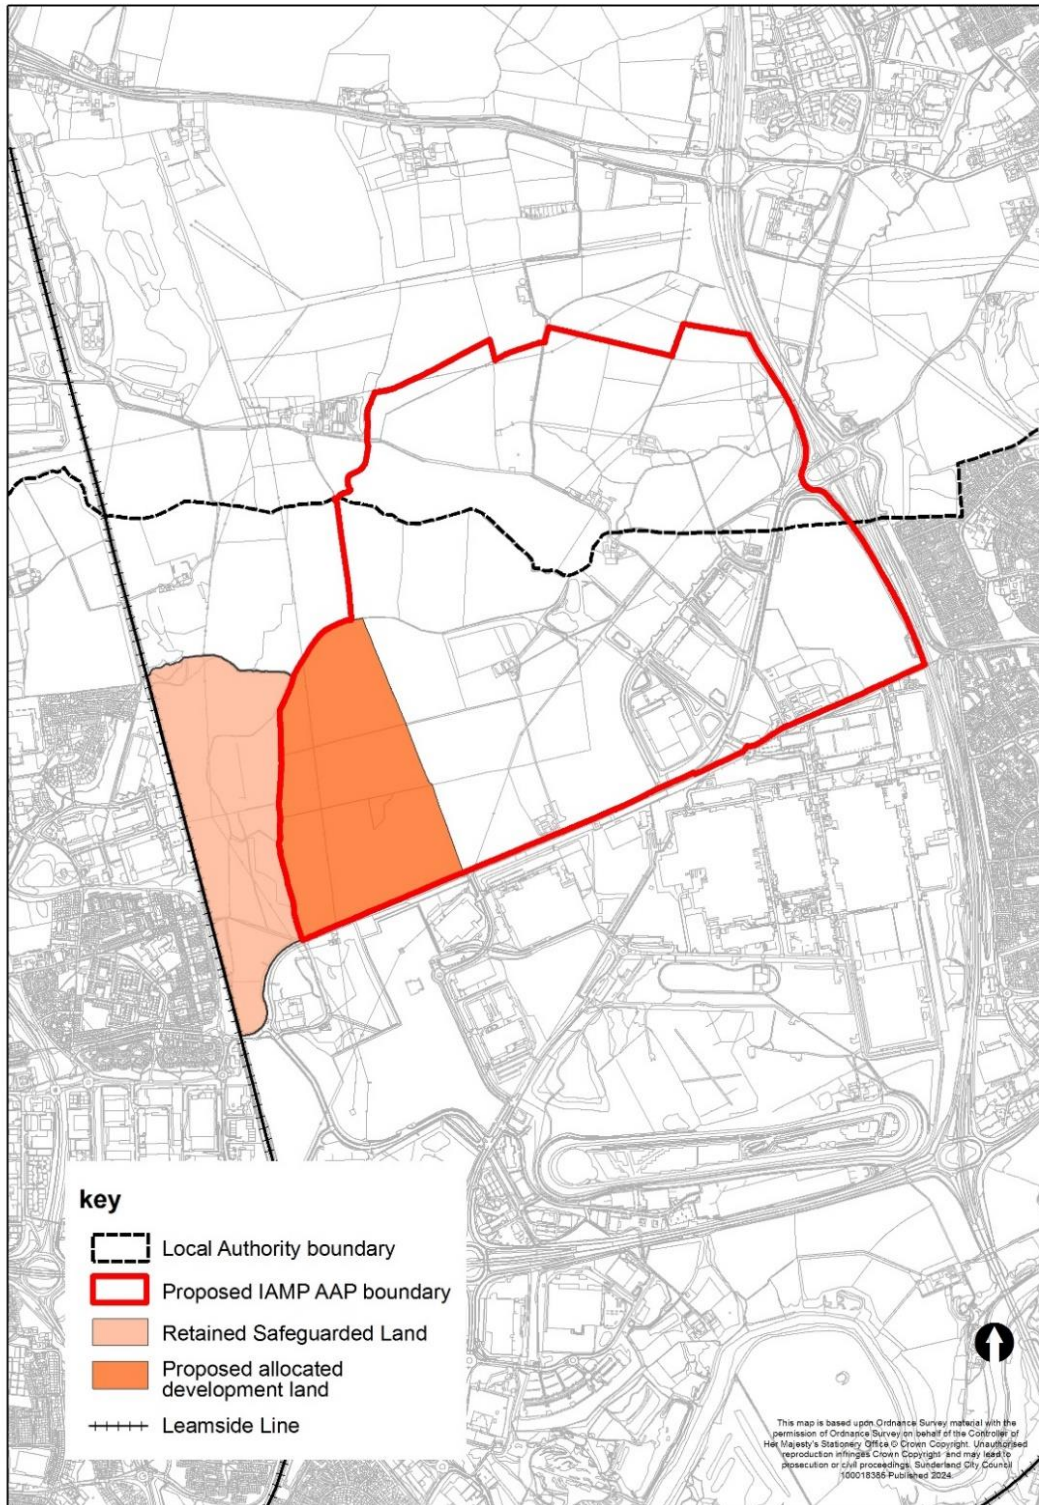 key
Local Authority boundary
Proposed IAMP AAP boundary
Retained Safeguarded Land
Proposed allocated
development land
Leamside Line
This map is based upon Ordnance Survey material with the
permission of Ordnance Survey on behalf of the Controller of
Her Majesty's Stationery Office © Crown Copyright. Unauthorised
reproduction infringes Crown Copyright and may lead to
prosecution or civil proceedings. Sunderland City Council
100018385 Published 2024